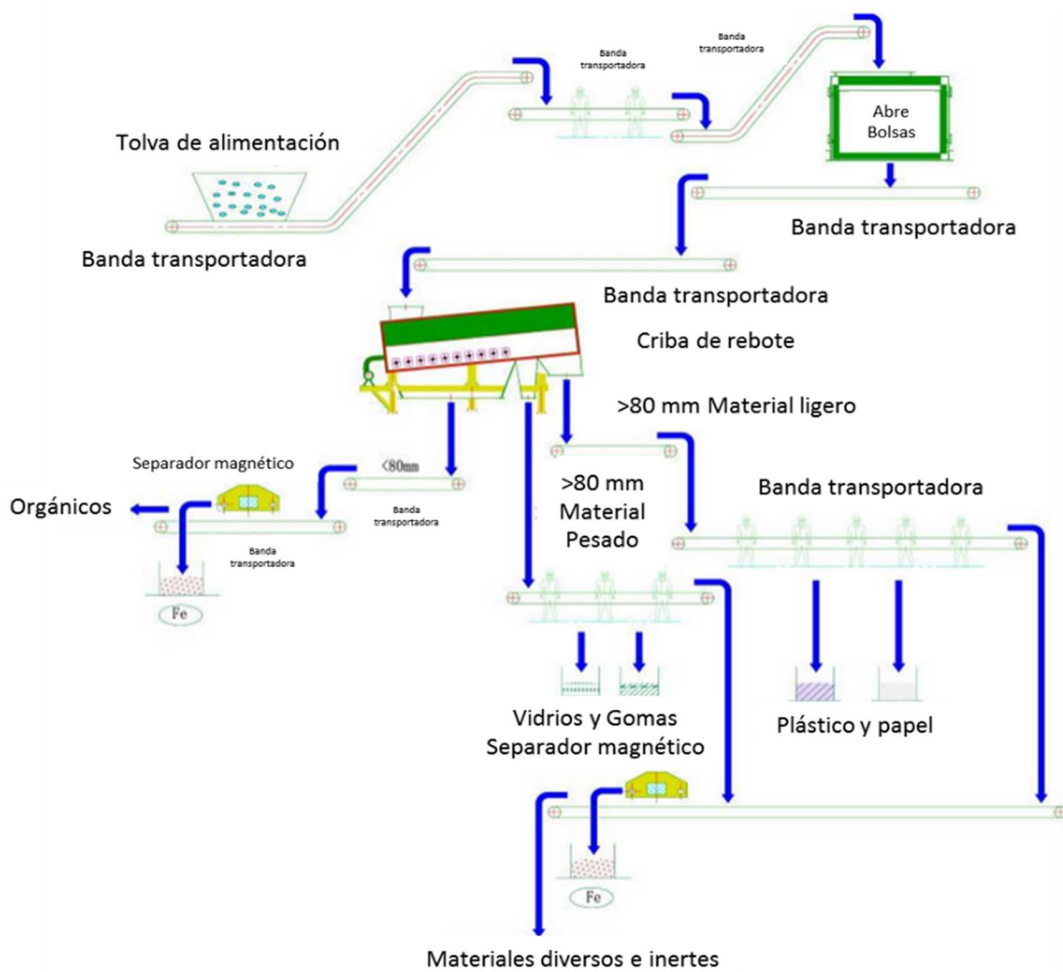 Banda
transportadora
Banda
transportadora
Abre
Bolsas
Tolva de alimentación
Banda transportadora
Banda transportadora
Banda transportadora
Criba de rebote
>80 mm Material ligero
Separador magnético
<80mm
>80 mm
Material
Pesado
Banda transportadora
Orgánicos
Banda
transportadora
Banda
transportadora
Fe
Vidrios y Gomas
Separador magnético
Plástico y papel
Fe
Materiales diversos e inertes